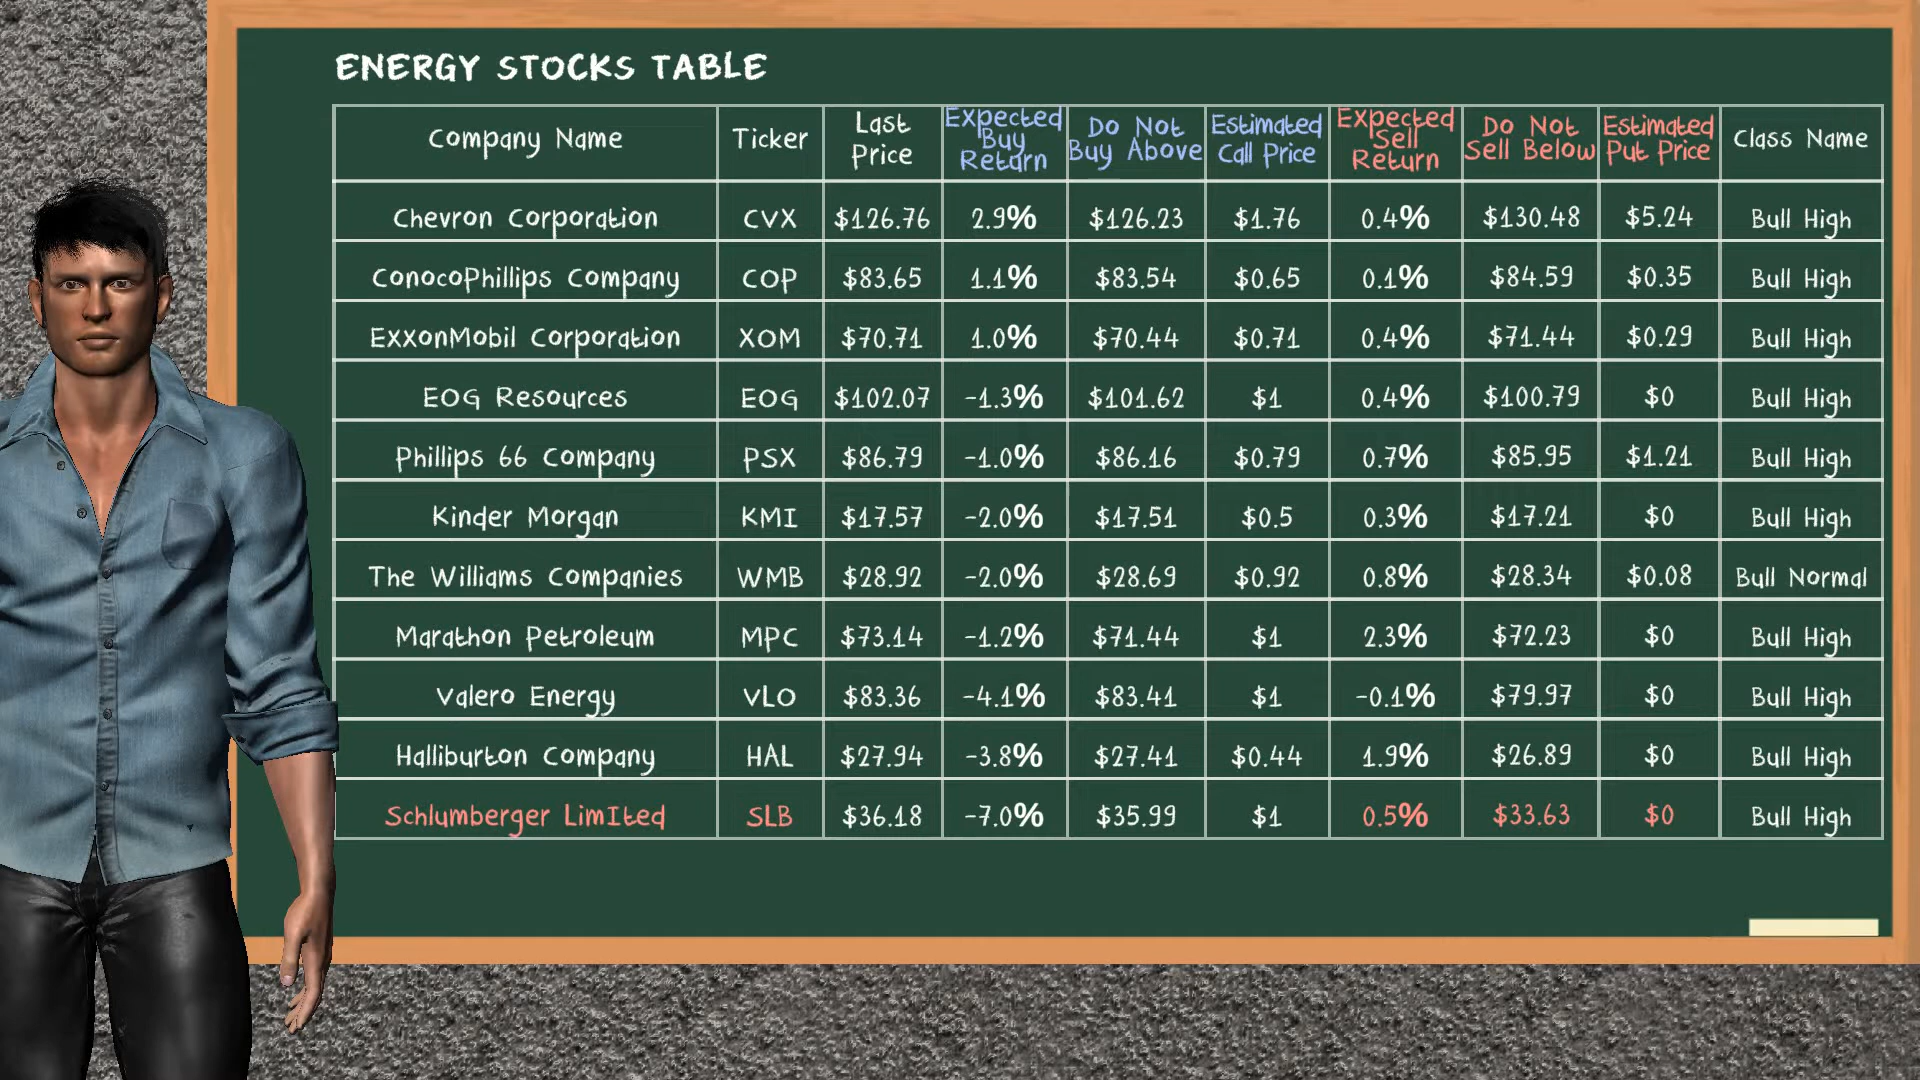 ENERGY STOCKS TABLE
Company Name Ticker Last Price Expected Buy Return Do Not Buy Above Estimated Call Price Expected Sell Return Do Not Sell Below Estimated Put Price Class Name
Chevron Corporation CVX $126.76 2.9% $126.23 $1.76 0.4% $130.48 $5.24 Bull High
ConocoPhillips Company COP $83.65 1.1% $83.54 $0.65 0.1% $84.59 $0.35 Bull High
ExxonMobil Corporation XOM $70.71 1.0% $70.44 $0.71 0.4% $71.44 $0.29 Bull High
EOG Resources EOG $102.07 -1.3% $101.62 $1 0.4% $100.79 $0 Bull High
Phillips 66 Company PSX $86.79 -1.0% $86.16 $0.79 0.7% $85.95 $1.21 Bull High
Kinder Morgan KMI $17.57 -2.0% $17.51 $0.5 0.3% $17.21 $0 Bull High
The Williams Companies WMB $28.92 -2.0% $28.69 $0.92 0.8% $28.34 $0.08 Bull Normal
Marathon Petroleum MPC $73.14 -1.2% $71.44 $1 2.3% $72.23 $0 Bull High
Valero Energy VLO $83.36 -4.1% $83.41 $1 -0.1% $79.97 $0 Bull High
Halliburton Company HAL $27.94 -3.8% $27.41 $0.44 1.9% $26.89 $0 Bull High
Schlumberger LimIted SLB $36.18 -7.0% $35.99 $1 0.5% $33.63 $0 Bull High